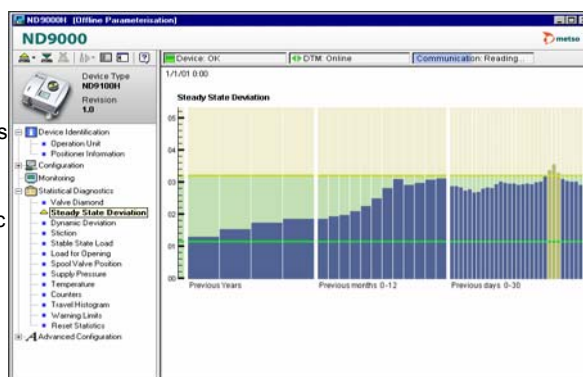 ND9000H [Offline Parameterisation]
ND9000
metso
Device: OK
DTM: Online
Communication: Reading...
Device Type
ND9100H
Revision
1.0
Device Identification
Operation Unit
Positioner Information
Configuration
Monitoring
Statistical Diagnostics
Valve Diamond
Steady State Deviation
Dynamic Deviation
Stiction
Stable State Load
Load for Opening
Spool Valve Position
Supply Pressure
Temperature
Counters
Travel Histogram
Warning Limits
Reset Statistics
Advanced Configuration
s
c
1/1/01 0:00
Steady State Deviation
05
04
03
02
01
00
Previous Years
Previous months 0-12
Previous days 0-30